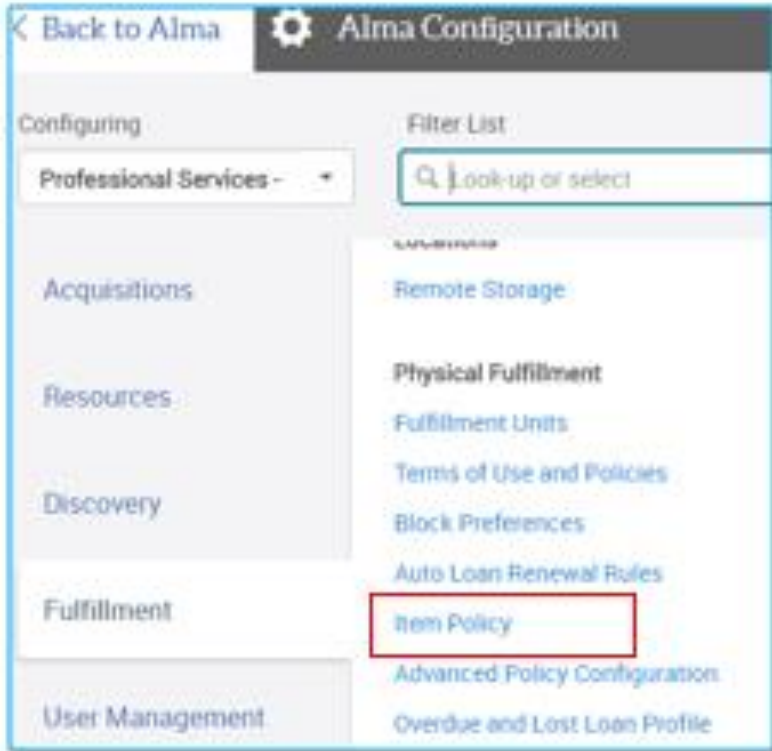 Back to Alma
Alma Configuration
Configuring
Filter List
Professional Services -
Look-up or select
Locations
Acquisitions
Remote Storage
Resources
Physical Fulfillment
Fulfillment Units
Discovery
Terms of Use and Policies
Block Preferences
Auto Loan Renewal Rules
Fulfillment
Item Policy
Advanced Policy Configuration
User Management
Overdue and Lost Loan Profile